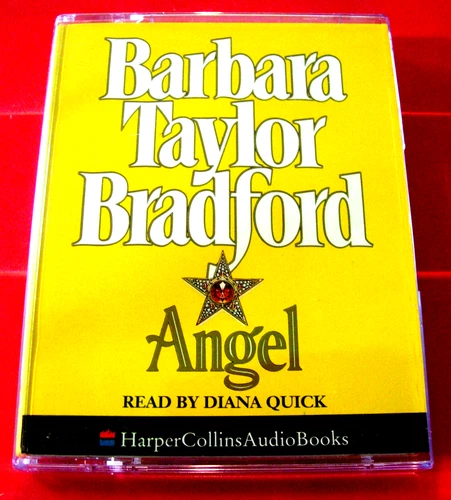 Barbara
Taylor
Bradford
Angel
READ BY DIANA QUICK
HarperCollinsAudioBooks